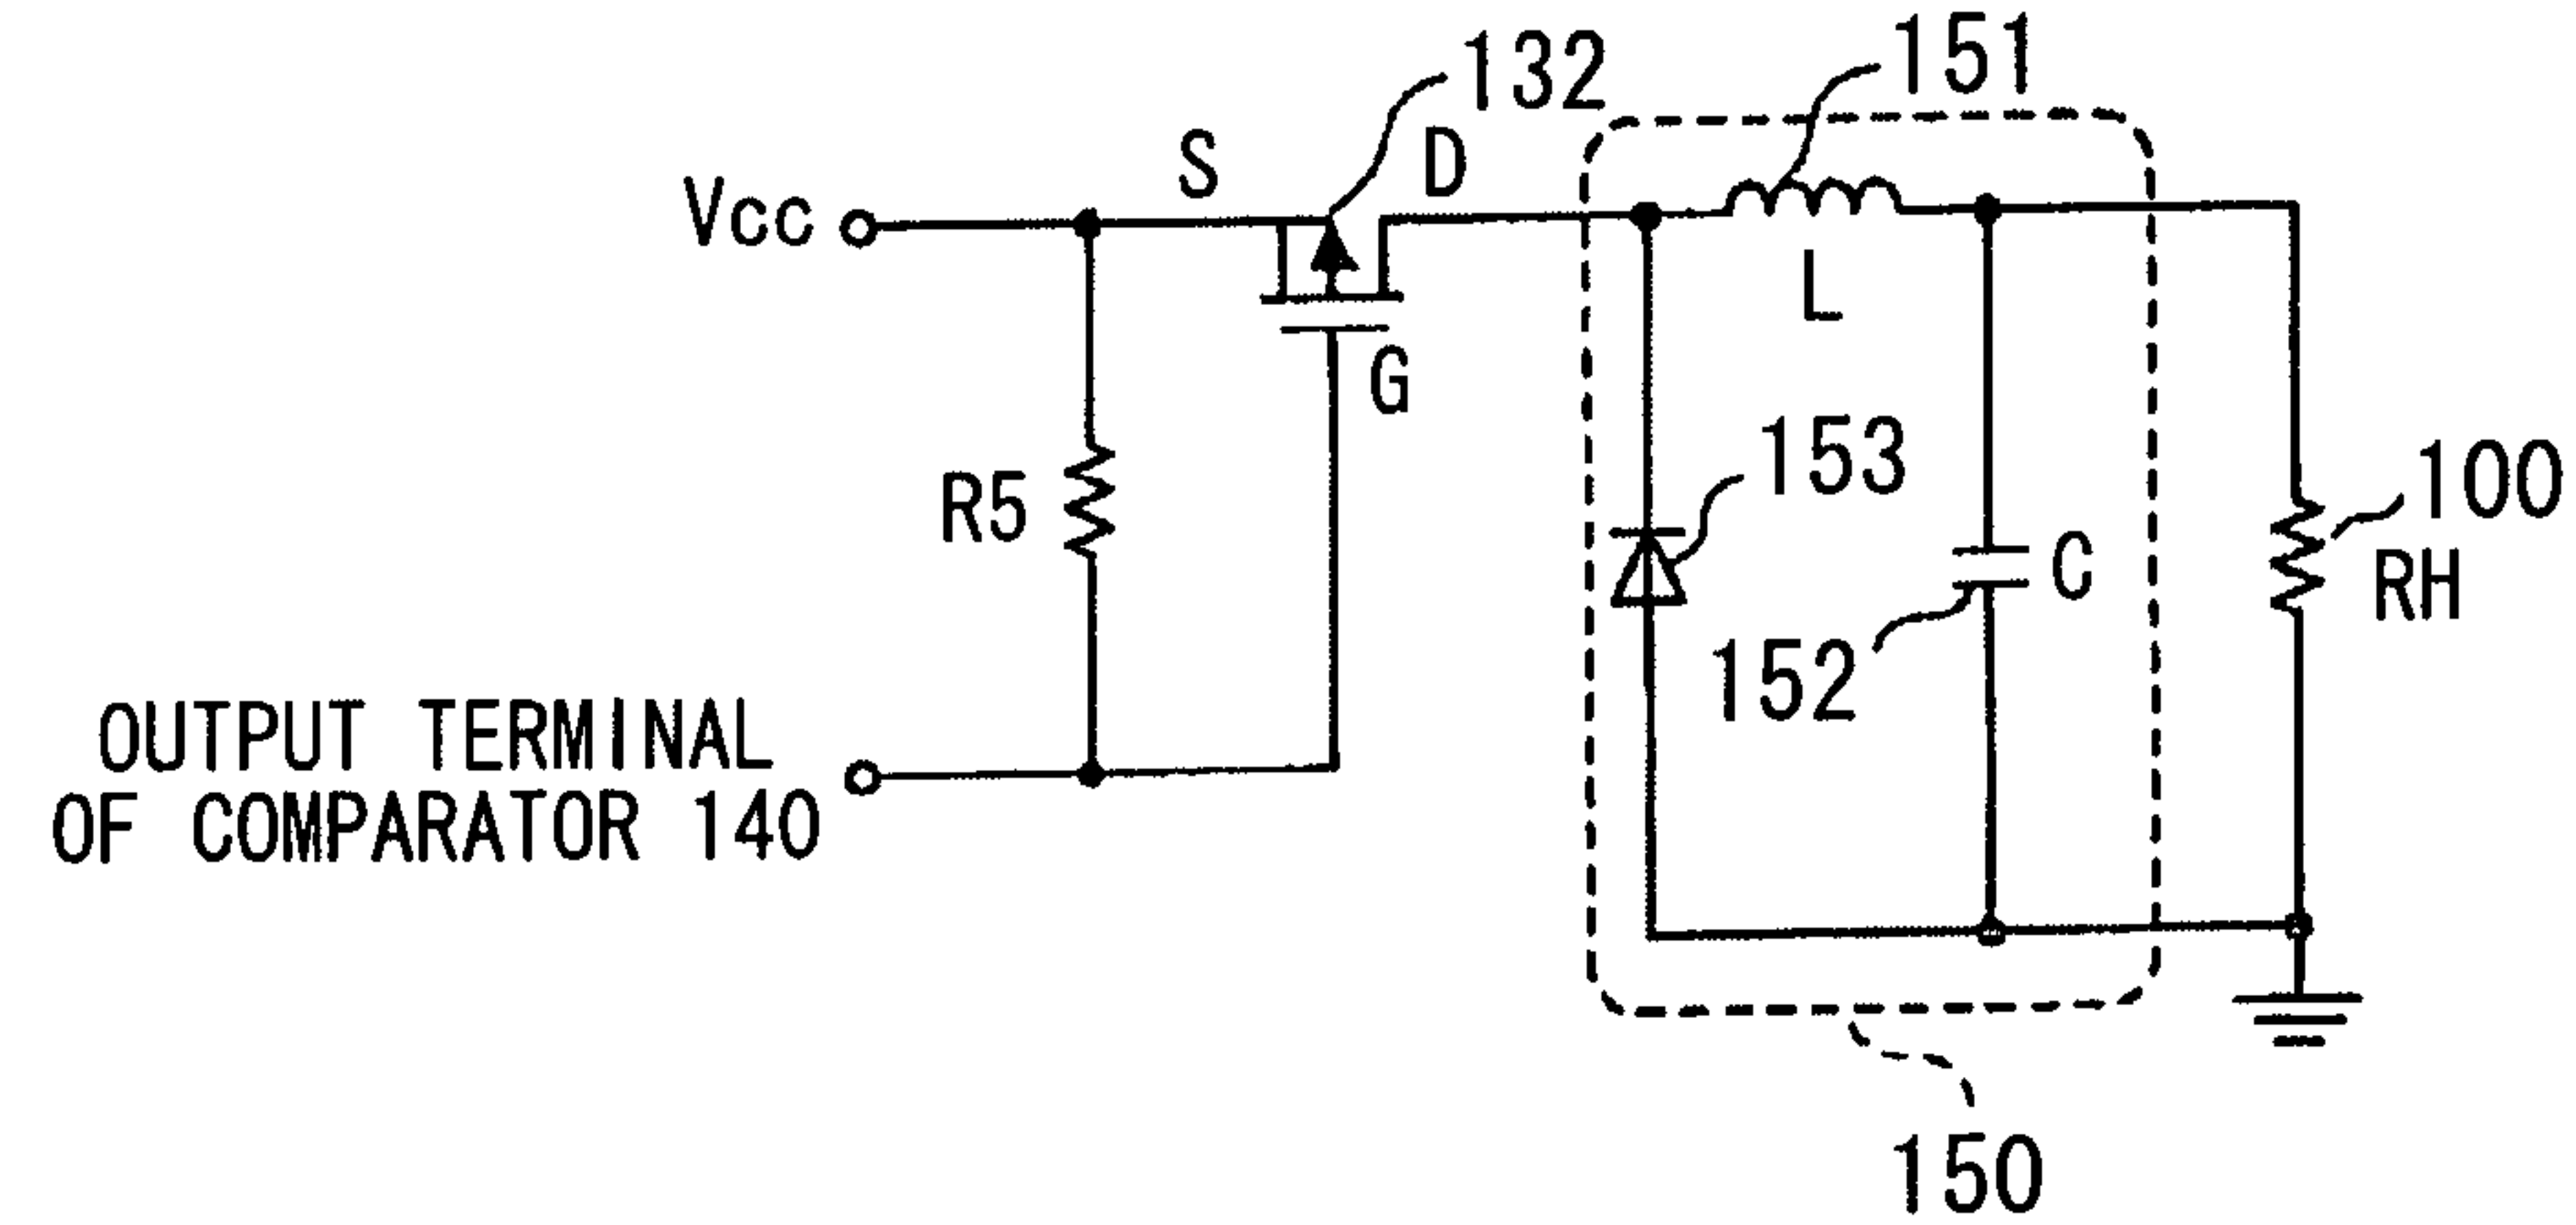 132
151
S
D
Vcc
L
G
153
R5
100
C
RH
152
OUTPUT TERMINAL
OF COMPARATOR 140
150